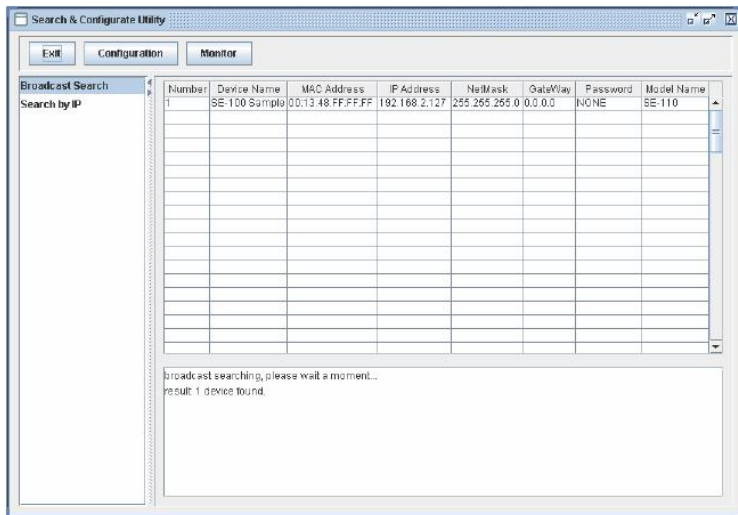 Search & Configurate Utility
Exit Configuration Monitor
Broadcast Search
Search by IP
Number Device Name MAC Address IP Address NetMask GateWay Password Model Name
1 SE-100 Sample 00:13:48:FF:FF:FF 192.168.2.127 255.255.255.0 0.0.0.0 NONE SE-110
broadcast searching, please wait a moment...
result: 1 device found.